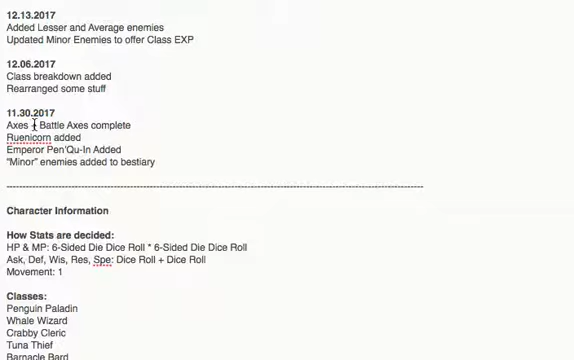 12.13.2017
Added Lesser and Average enemies
Updated Minor Enemies to offer Class EXP
12.06.2017
Class breakdown added
Rearranged some stuff
11.30.2017
Axes + Battle Axes complete
Ruenicorn added
Emperor Pen'Qu-In Added
"Minor" enemies added to bestiary
Character Information
How Stats are decided:
HP & MP: 6-Sided Die Dice Roll * 6-Sided Die Dice Roll
Ask, Def, Wis, Res, Spe: Dice Roll + Dice Roll
Movement: 1
Classes:
Penguin Paladin
Whale Wizard
Crabby Cleric
Tuna Thief
Barnacle Bard